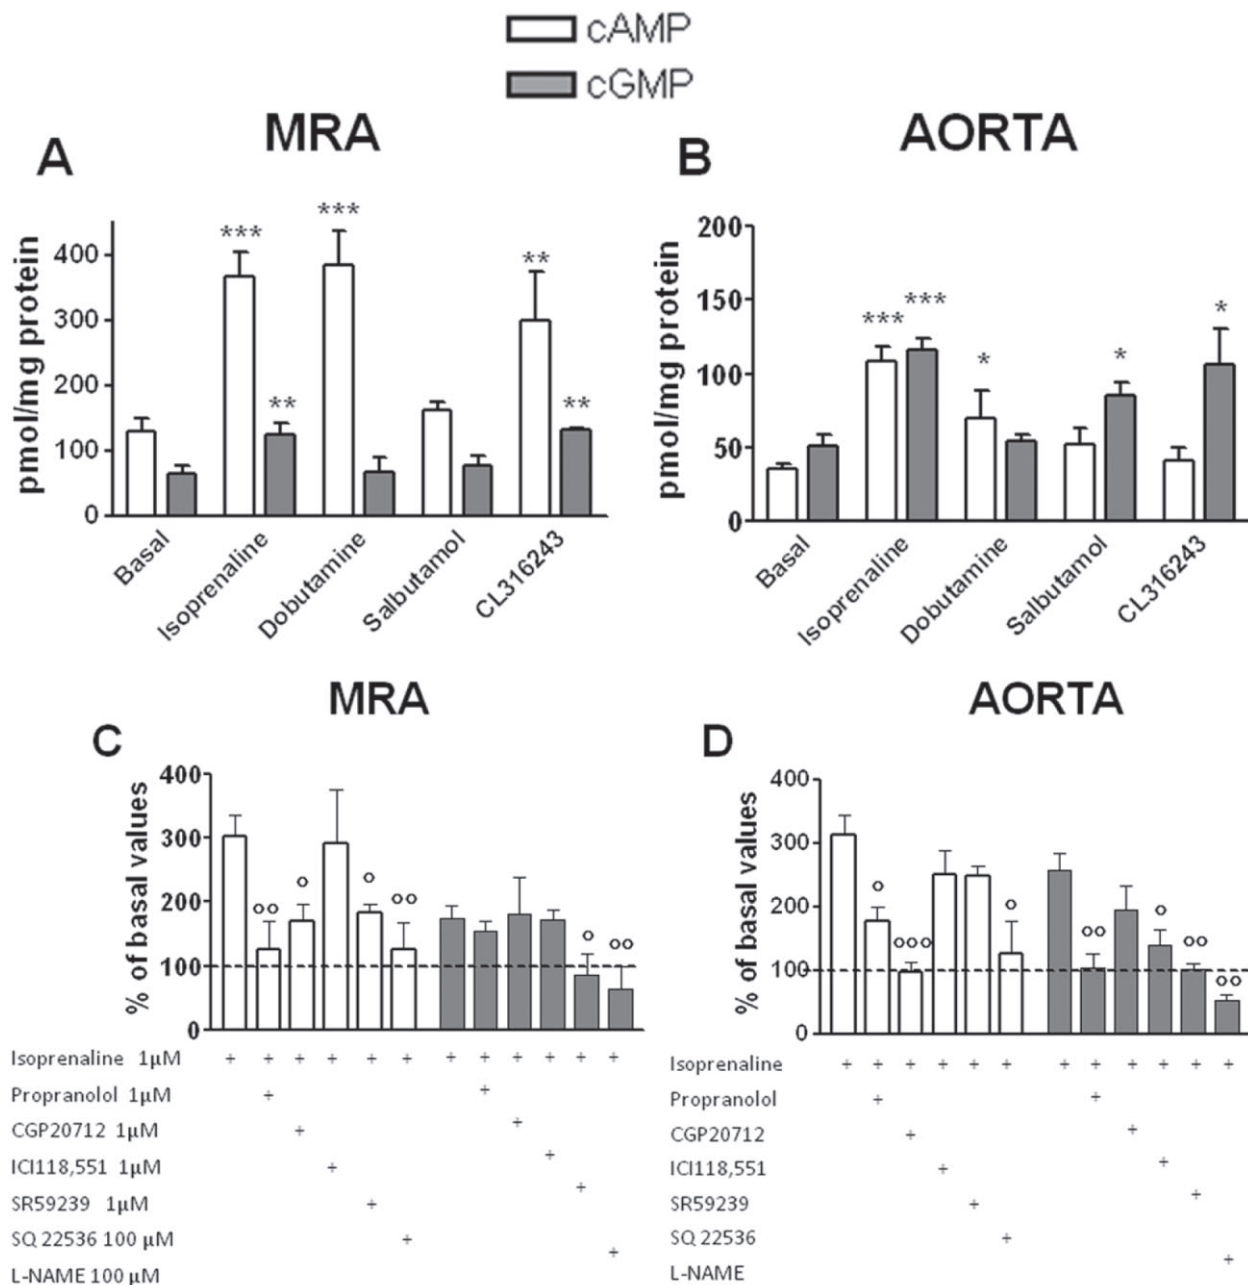 cAMP
cGMP
MRA
AORTA
A
B
pmol/mg protein
400
300
200
100
0
***
***
**
**
**
Basal
Isoprenaline
Dobutamine
Salbutamol
CL316243
pmol/mg protein
200
150
100
50
0
***
***
*
*
*
Basal
Isoprenaline
Dobutamine
Salbutamol
CL316243
MRA
AORTA
C
D
% of basal values
400
300
200
100
0
°°
°
°
°°
°
°°
% of basal values
400
300
200
100
0
°
°°°
°
°°
°
°°
°°
Isoprenaline 1µM + + + + + + + + + + + +
Propranolol 1µM + +
CGP20712 1µM + +
ICI118,551 1µM + +
SR59239 1µM + +
SQ 22536 100 µM + +
L-NAME 100 µM
Isoprenaline + + + + + + + + + + + +
Propranolol + +
CGP20712 + +
ICI118,551 + +
SR59239 + +
SQ 22536 +
L-NAME +